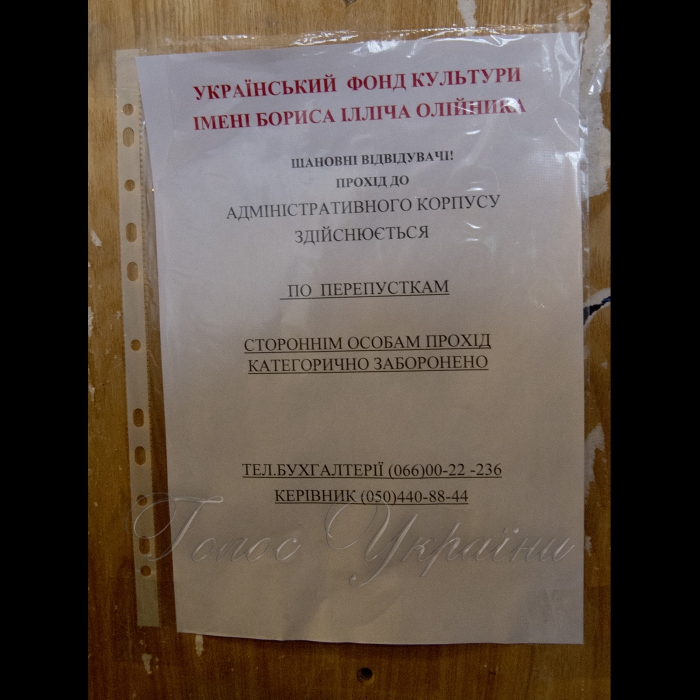 УКРАЇНСЬКИЙ ФОНД КУЛЬТУРИ
ІМЕНІ БОРИСА ІЛЛІЧА ОЛІЙНИКА
ШАНОВНІ ВІДВІДУВАЧІ!
ПРОХІД ДО
АДМІНІСТРАТИВНОГО КОРПУСУ
ЗДІЙСНЮЄТЬСЯ
ПО ПЕРЕПУСТКАМ
СТОРОННІМ ОСОБАМ ПРОХІД
КАТЕГОРИЧНО ЗАБОРОНЕНО
ТЕЛ.БУХГАЛТЕРІЇ (066)00-22 -236
КЕРІВНИК (050)440-88-44
Голос України